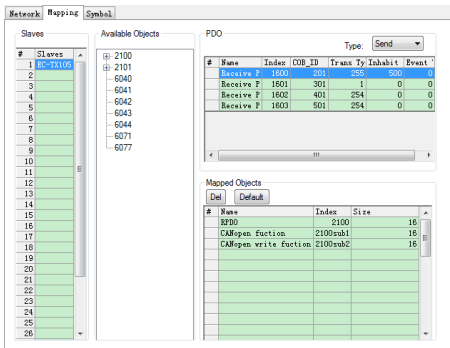 Network Mapping Symbol
Slaves
# Slaves
1 EC-TX105
2
3
4
5
6
7
8
9
10
11
12
13
14
15
16
17
18
19
20
21
22
23
24
25
26
Available Objects
2100
2101
6040
6041
6042
6043
6044
6071
6077
PDO
Type: Send
# Name Index COB_ID Trans Ty Inhabit Event
Receive P 1600 201 255 500 0
Receive P 1601 301 1 0 0
Receive P 1602 401 254 0 0
Receive P 1603 501 254 0 0
Mapped Objects
Del Default
# Name Index Size
RPDO 2100 16
CANopen fuction 2100sub1 16
CANopen write fuction 2100sub2 16